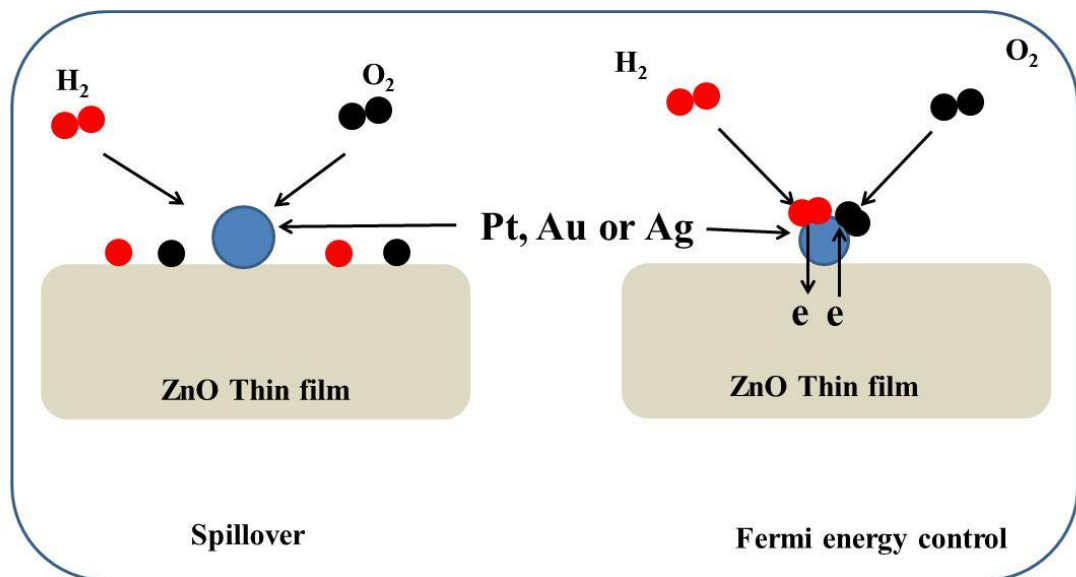 H₂
O₂
H₂
O₂
Pt, Au or Ag
e e
ZnO Thin film
ZnO Thin film
Spillover
Fermi energy control